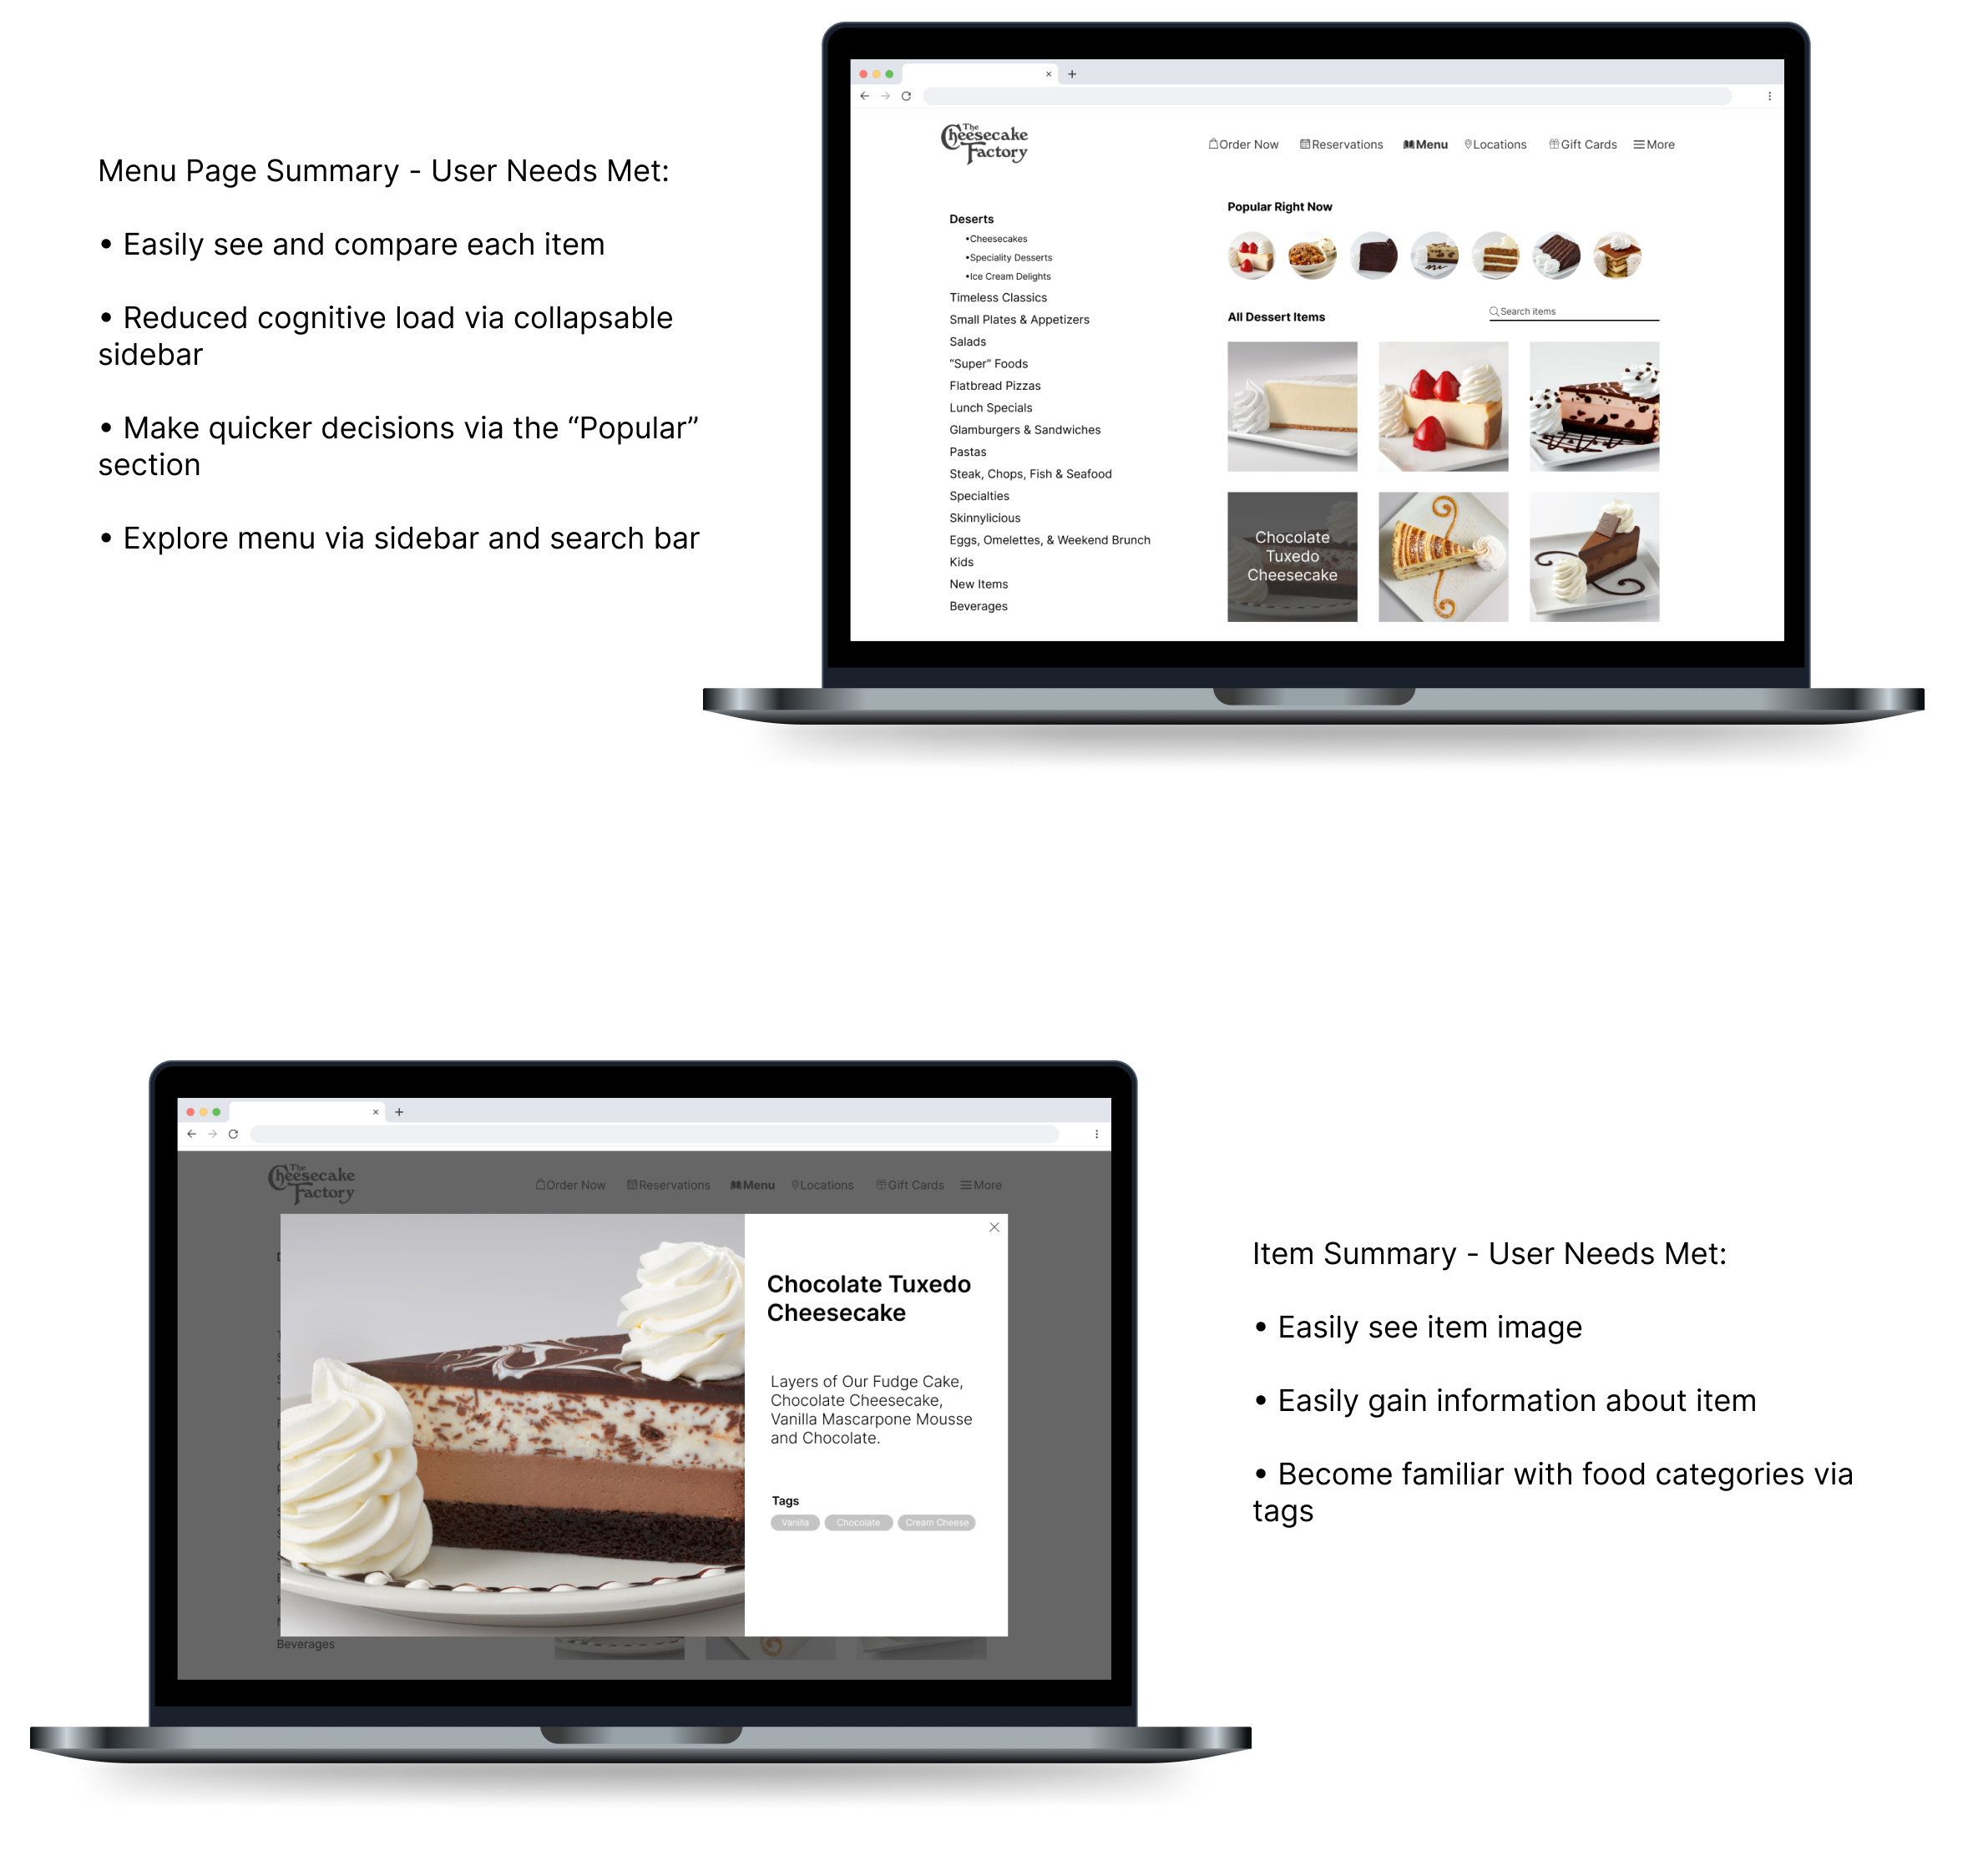 Menu Page Summary - User Needs Met:
• Easily see and compare each item
• Reduced cognitive load via collapsable
sidebar
• Make quicker decisions via the “Popular”
section
• Explore menu via sidebar and search bar
The
Cheesecake
Factory
Order Now Reservations Menu Locations Gift Cards More
Deserts
•Cheesecakes
•Speciality Desserts
•Ice Cream Delights
Timeless Classics
Small Plates & Appetizers
Salads
“Super” Foods
Flatbread Pizzas
Lunch Specials
Glamburgers & Sandwiches
Pastas
Steak, Chops, Fish & Seafood
Specialties
Skinnylicious
Eggs, Omelettes, & Weekend Brunch
Kids
New Items
Beverages
Popular Right Now
All Dessert Items
Search items
Chocolate
Tuxedo
Cheesecake
The
Cheesecake
Factory
Order Now Reservations Menu Locations Gift Cards More
Chocolate Tuxedo
Cheesecake
Layers of Our Fudge Cake,
Chocolate Cheesecake,
Vanilla Mascarpone Mousse
and Chocolate.
Tags
Vanilla Chocolate Cream Cheese
Beverages
Item Summary - User Needs Met:
• Easily see item image
• Easily gain information about item
• Become familiar with food categories via
tags